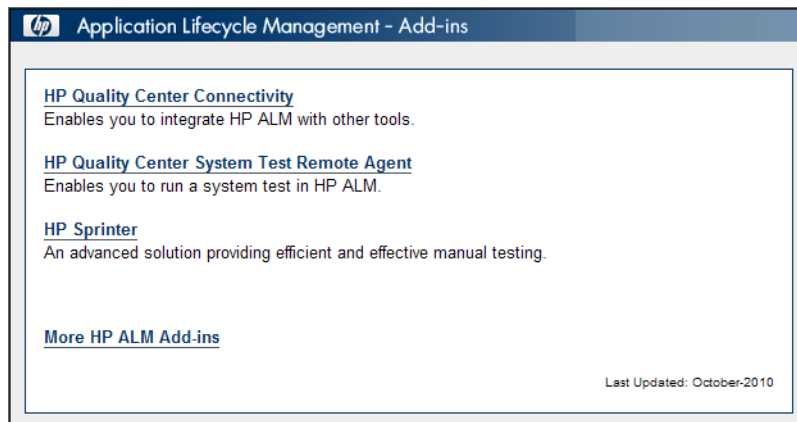 hp Application Lifecycle Management - Add-ins
HP Quality Center Connectivity
Enables you to integrate HP ALM with other tools.
HP Quality Center System Test Remote Agent
Enables you to run a system test in HP ALM.
HP Sprinter
An advanced solution providing efficient and effective manual testing.
More HP ALM Add-ins
Last Updated: October-2010